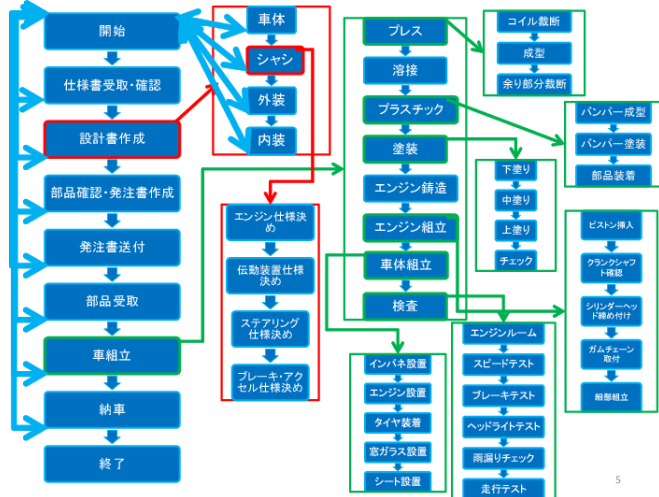 開始
仕様書受取・確認
設計書作成
部品確認・発注書作成
発注書送付
部品受取
車組立
納車
終了
車体
シャシ
外装
内装
エンジン仕様決
め
伝動装置仕様
決め
ステアリング
仕様決め
ブレーキ・アク
セル仕様決め
プレス
溶接
プラスチック
塗装
エンジン鋳造
エンジン組立
車体組立
検査
インパネ設置
エンジン設置
タイヤ装着
窓ガラス設置
シート設置
コイル裁断
成型
余り部分裁断
バンパー成型
バンパー塗装
部品装着
下塗り
中塗り
上塗り
チェック
ピストン挿入
クランクシャフ
ト確認
シリンダーヘッ
ド締め付け
ガムチェーン
取付
細部組立
エンジンルーム
スピードテスト
ブレーキテスト
ヘッドライトテスト
雨漏りチェック
走行テスト
5